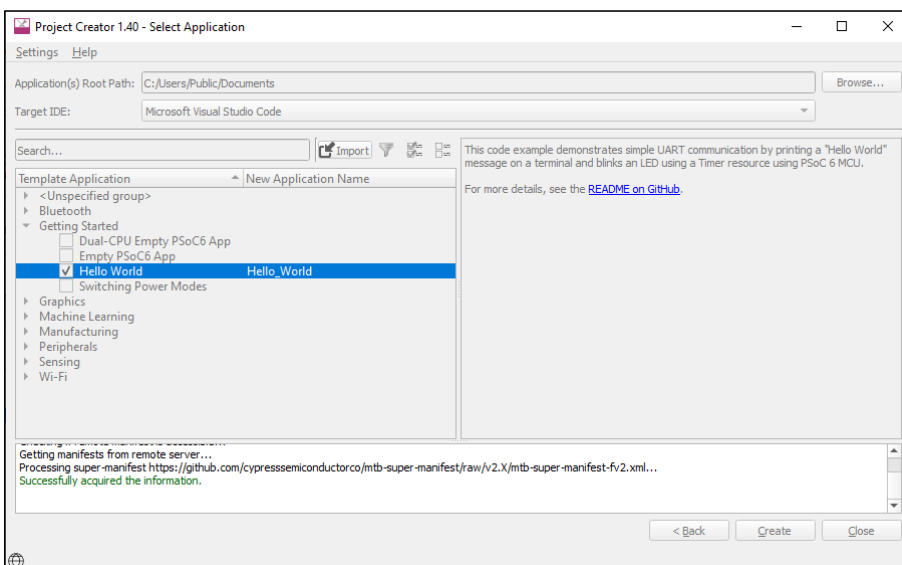 Project Creator 1.40 - Select Application
Settings Help
Application(s) Root Path: C:/Users/Public/Documents Browse...
Target IDE: Microsoft Visual Studio Code
Search... Import
Template Application New Application Name
<Unspecified group>
Bluetooth
Getting Started
Dual-CPU Empty PSoC6 App
Empty PSoC6 App
Hello World Hello_World
Switching Power Modes
Graphics
Machine Learning
Manufacturing
Peripherals
Sensing
Wi-Fi
This code example demonstrates simple UART communication by printing a "Hello World"
message on a terminal and blinks an LED using a Timer resource using PSoC 6 MCU.
For more details, see the README on GitHub.
Getting manifests from remote server...
Processing super-manifest https://github.com/cypresssemiconductorco/mtb-super-manifest/raw/v2.X/mtb-super-manifest-fv2.xml...
Successfully acquired the information.
< Back Create Close